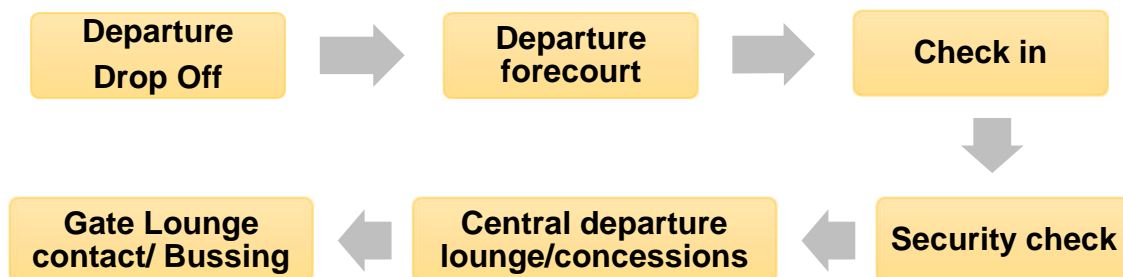 Departure
Drop Off
Departure
forecourt
Check in
Security check
Central departure
lounge/concessions
Gate Lounge
contact/ Bussing